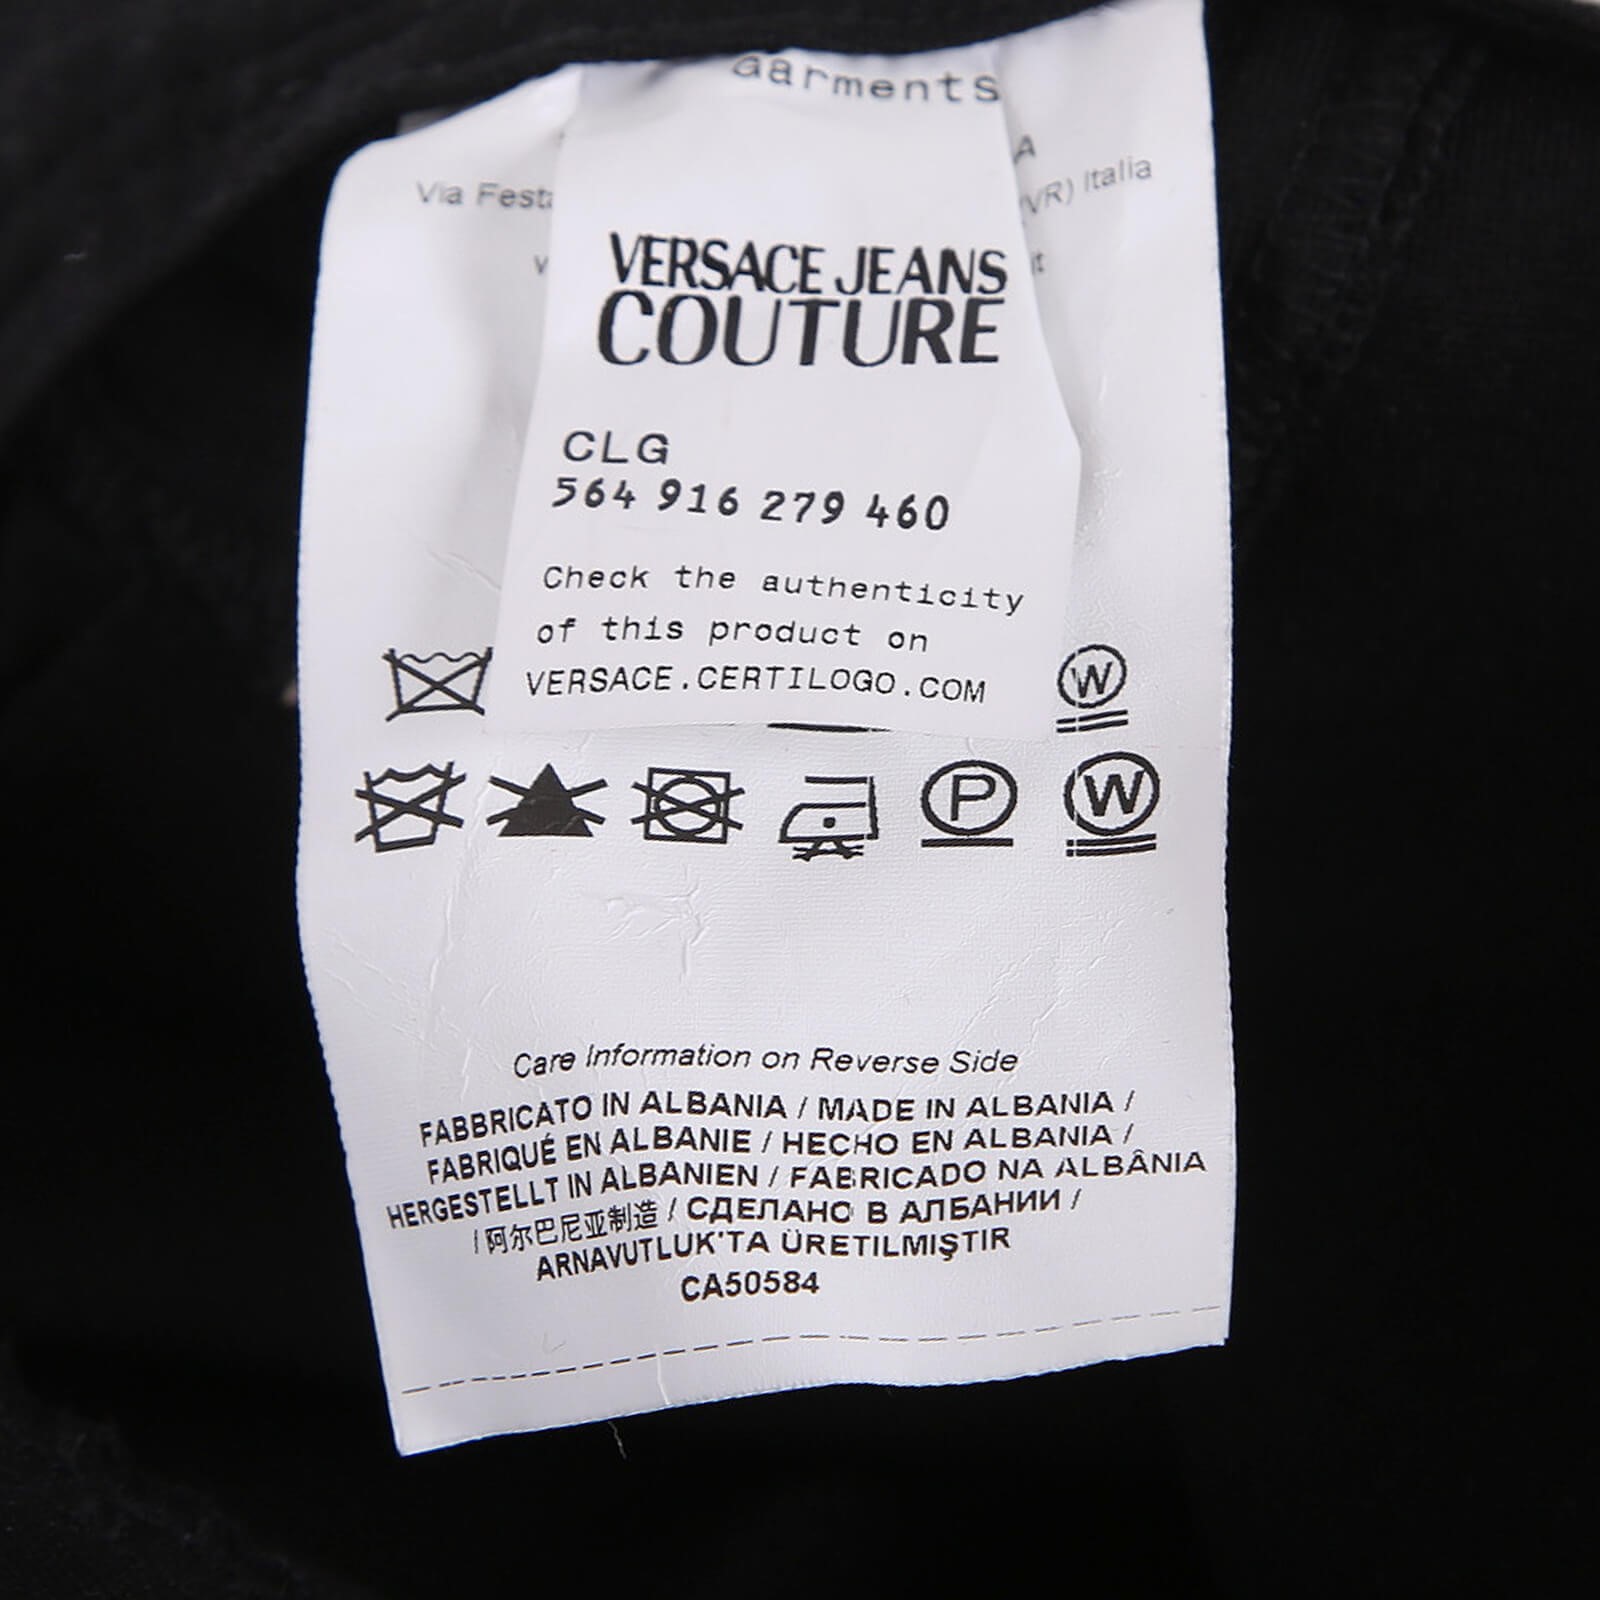 Garments
Via
(VR) Italia
VERSACE JEANS
COUTURE
CLG
564 916 279 460
Check the authenticity
of this product on
VERSACE.CERTILOGO.COM
W
P W
Care Information on Reverse Side
FABBRICATO IN ALBANIA / MADE IN ALBANIA /
FABRIQUÉ EN ALBANIE / HECHO EN ALBANIA /
HERGESTELLT IN ALBANIEN / FABRICADO NA ALBÂNIA
/ 阿尔巴尼亚制造 / СДЕЛАНО В АЛБАНИИ /
ARNAVUTLUK'TA ÜRETILMIŞTIR
CA50584